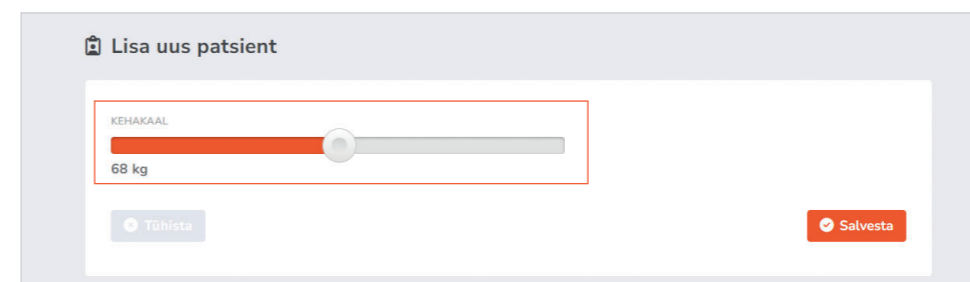 Lisa uus patsient
KEHAKAAL
68 kg
Tühista
Salvesta